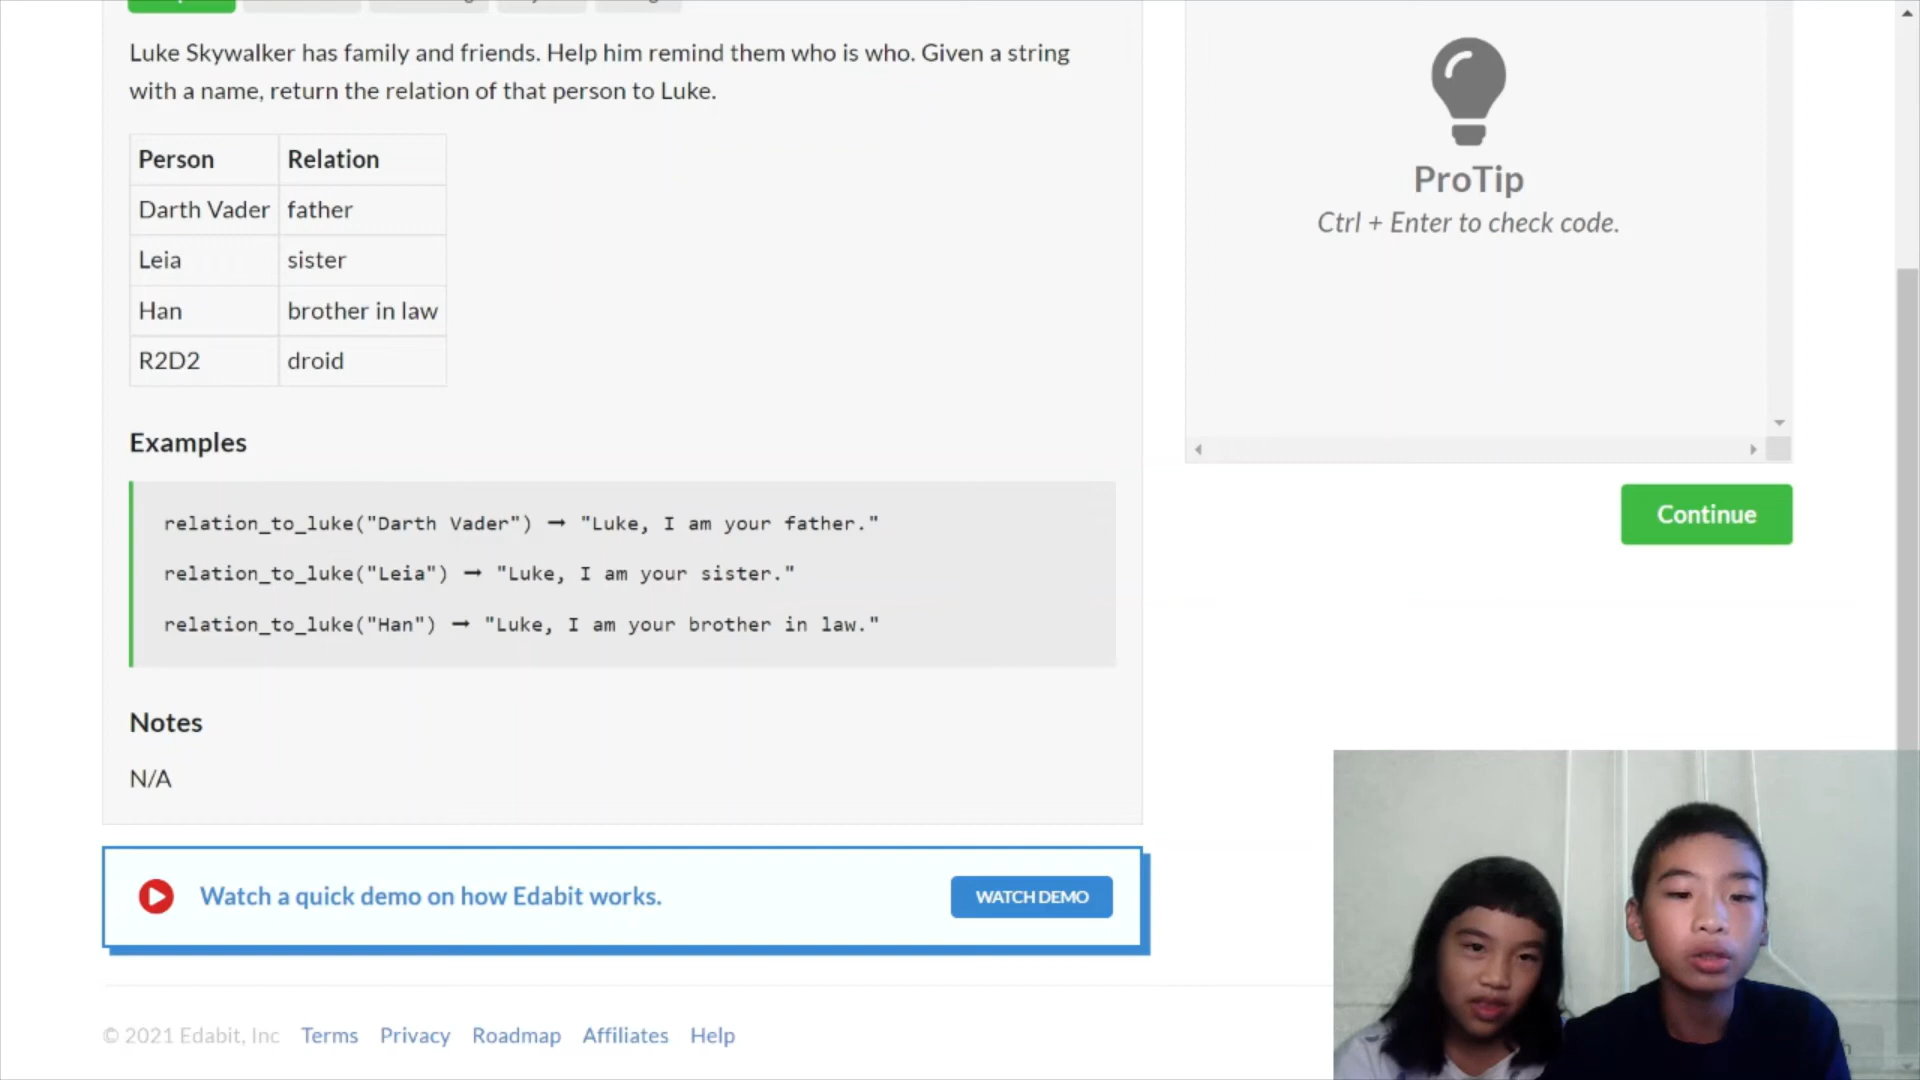 Luke Skywalker has family and friends. Help him remind them who is who. Given a string
with a name, return the relation of that person to Luke.
Person Relation
Darth Vader father
Leia sister
Han brother in law
R2D2 droid
Examples
relation_to_luke("Darth Vader") ➞ "Luke, I am your father."
relation_to_luke("Leia") ➞ "Luke, I am your sister."
relation_to_luke("Han") ➞ "Luke, I am your brother in law."
Notes
N/A
Watch a quick demo on how Edabit works.
WATCH DEMO
© 2021 Edabit, Inc Terms Privacy Roadmap Affiliates Help
ProTip
Ctrl + Enter to check code.
Continue